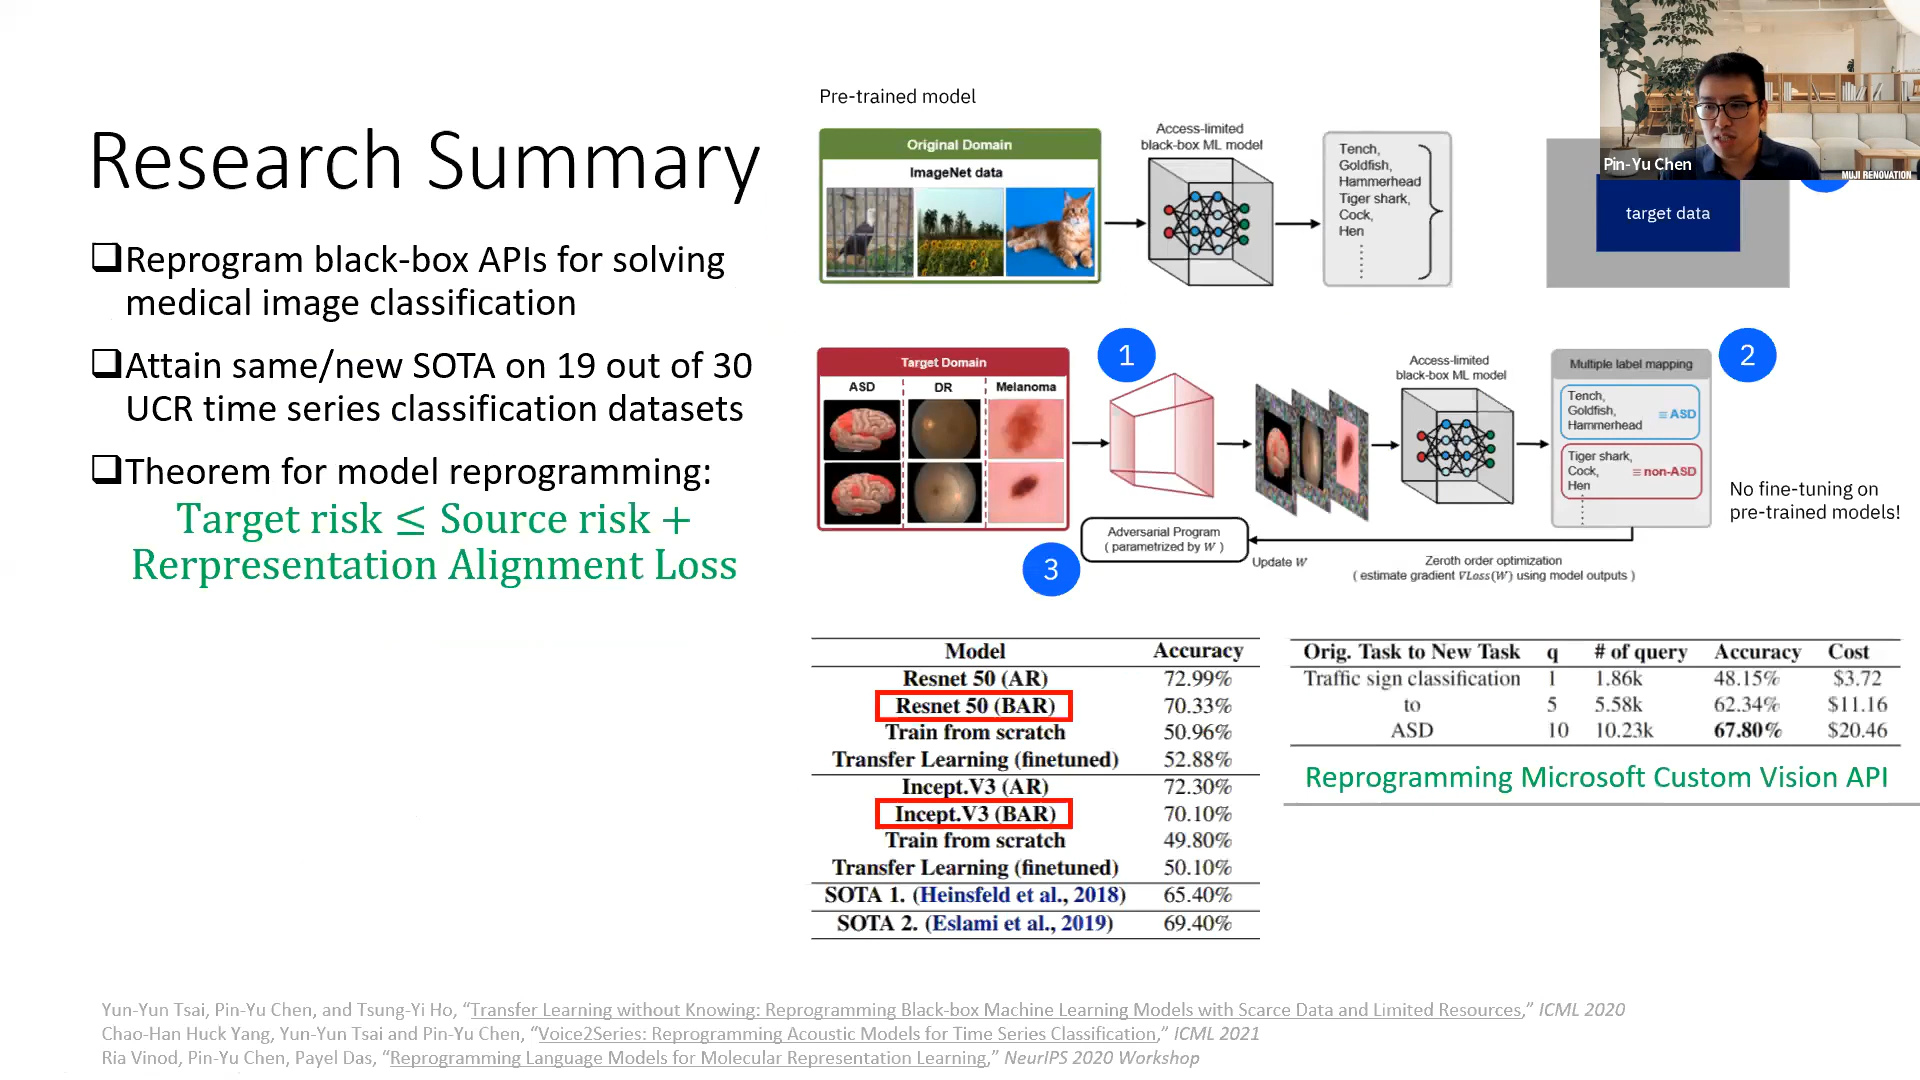 Research Summary
Reprogram black-box APIs for solving
medical image classification
Attain same/new SOTA on 19 out of 30
UCR time series classification datasets
Theorem for model reprogramming:
Target risk ≤ Source risk +
Rerpresentation Alignment Loss
Pre-trained model
Original Domain
ImageNet data
Access-limited
black-box ML model
Tench,
Goldfish,
Hammerhead
Tiger shark,
Cock,
Hen
target data
Pin-Yu Chen
MUJI RENOVATION
Target Domain
ASD DR Melanoma
1
Access-limited
black-box ML model
Multiple label mapping
2
Tench,
Goldfish,
Hammerhead
≡ ASD
Tiger shark,
Cock,
Hen
≡ non-ASD
No fine-tuning on
pre-trained models!
3
Adversarial Program
( parametrized by W )
Update W
Zeroth order optimization
( estimate gradient ∇Loss(W) using model outputs )
Model Accuracy
Resnet 50 (AR) 72.99%
Resnet 50 (BAR) 70.33%
Train from scratch 50.96%
Transfer Learning (finetuned) 52.88%
Incept.V3 (AR) 72.30%
Incept.V3 (BAR) 70.10%
Train from scratch 49.80%
Transfer Learning (finetuned) 50.10%
SOTA 1. (Heinsfeld et al., 2018) 65.40%
SOTA 2. (Eslami et al., 2019) 69.40%
Orig. Task to New Task q # of query Accuracy Cost
Traffic sign classification 1 1.86k 48.15% $3.72
to 5 5.58k 62.34% $11.16
ASD 10 10.23k 67.80% $20.46
Reprogramming Microsoft Custom Vision API
Yun-Yun Tsai, Pin-Yu Chen, and Tsung-Yi Ho, “Transfer Learning without Knowing: Reprogramming Black-box Machine Learning Models with Scarce Data and Limited Resources,” ICML 2020
Chao-Han Huck Yang, Yun-Yun Tsai and Pin-Yu Chen, “Voice2Series: Reprogramming Acoustic Models for Time Series Classification,” ICML 2021
Ria Vinod, Pin-Yu Chen, Payel Das, “Reprogramming Language Models for Molecular Representation Learning,” NeurIPS 2020 Workshop